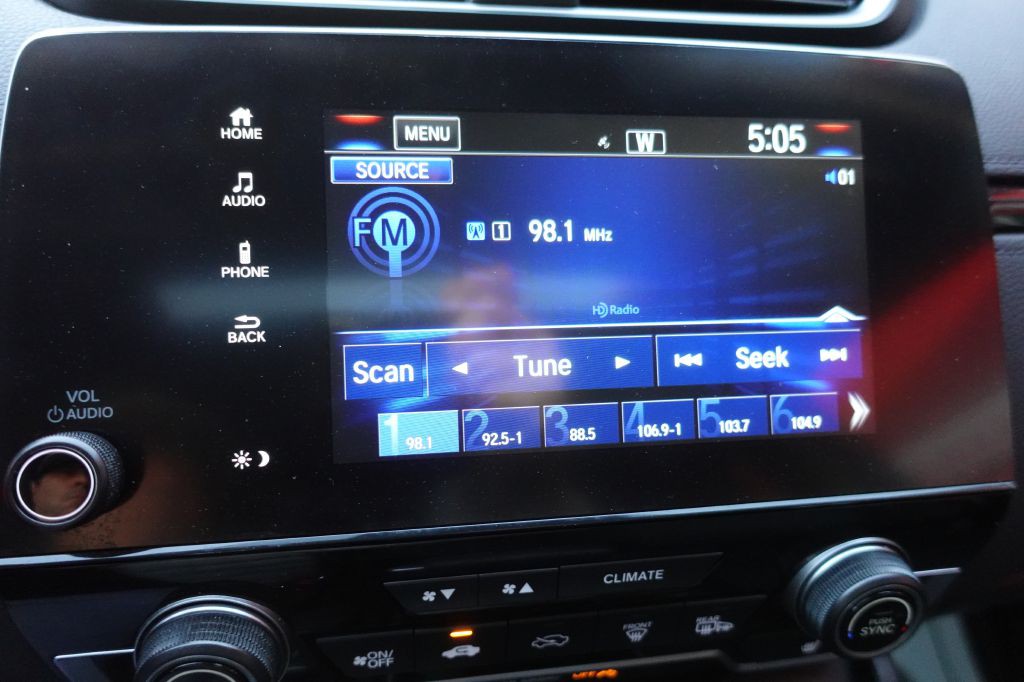 HOME
AUDIO
PHONE
BACK
VOL
AUDIO
MENU
W
5:05
SOURCE
01
FM
1 98.1 MHz
HD Radio
Scan
Tune
Seek
1 98.1
2 92.5-1
3 88.5
4 106.9-1
5 103.7
6 104.9
CLIMATE
ON/OFF
FRONT
REAR
PUSH
SYNC